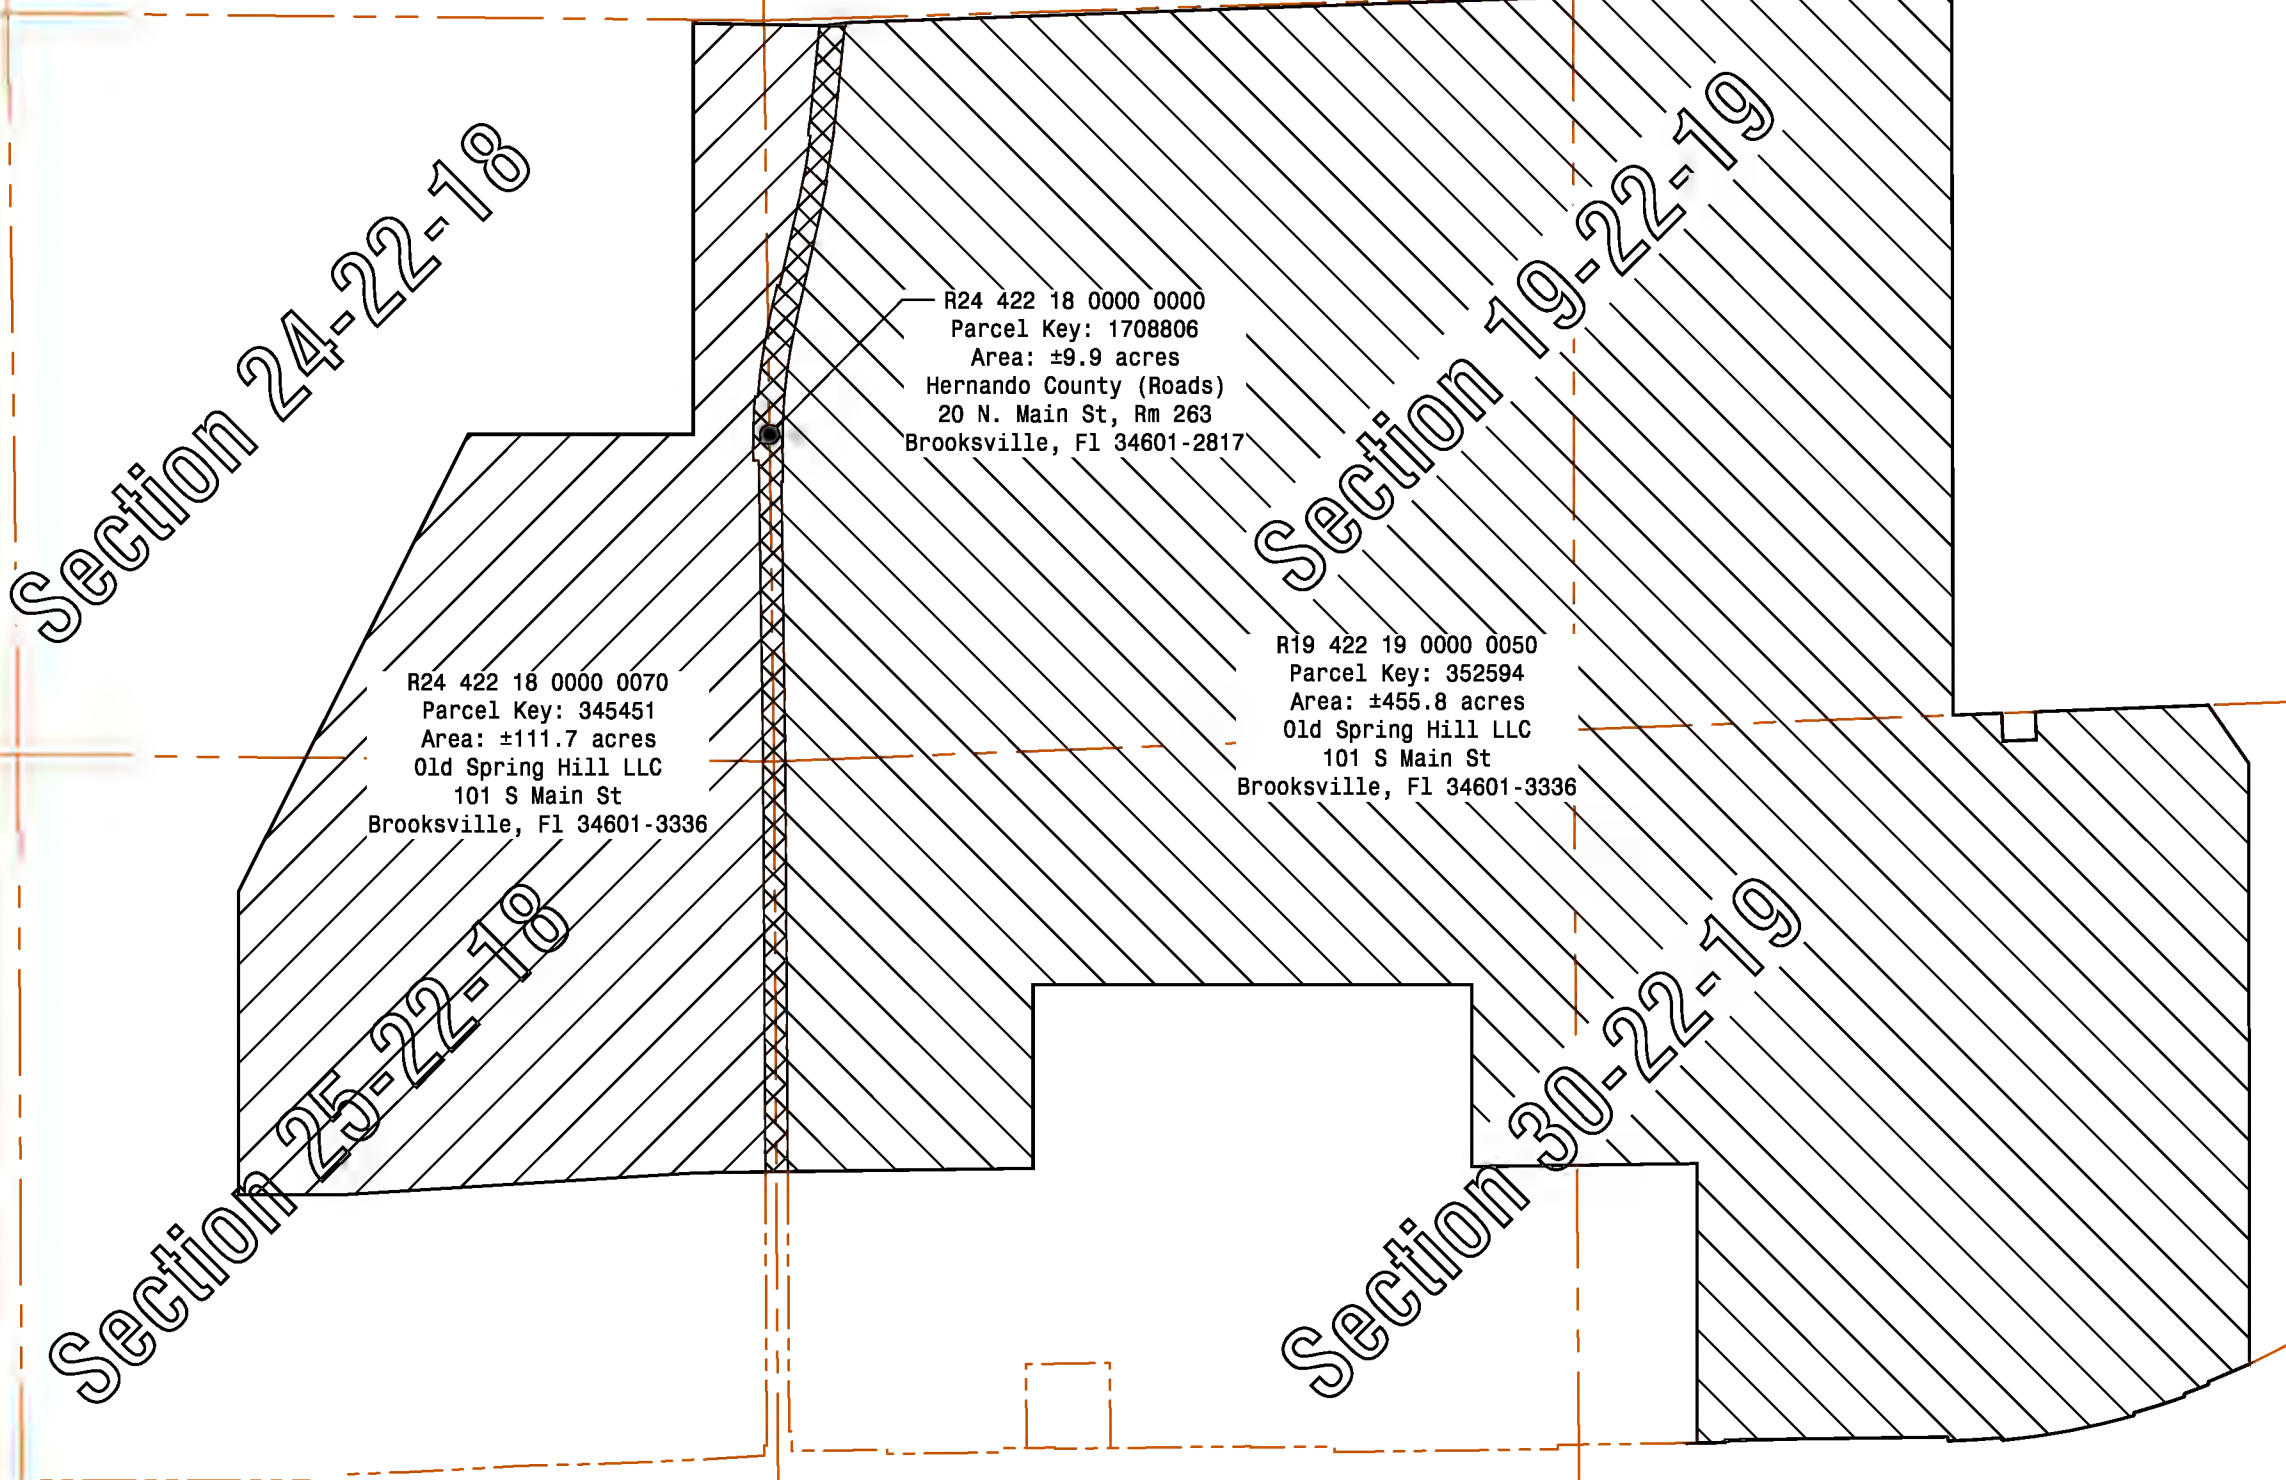 Section 24-22-18
Section 19-22-19
R24 422 18 0000 0000
Parcel Key: 1708806
Area: ±9.9 acres
Hernando County (Roads)
20 N. Main St, Rm 263
Brooksville, Fl 34601-2817
R24 422 18 0000 0070
Parcel Key: 345451
Area: ±111.7 acres
Old Spring Hill LLC
101 S Main St
Brooksville, Fl 34601-3336
R19 422 19 0000 0050
Parcel Key: 352594
Area: ±455.8 acres
Old Spring Hill LLC
101 S Main St
Brooksville, Fl 34601-3336
Section 25-22-18
Section 30-22-19